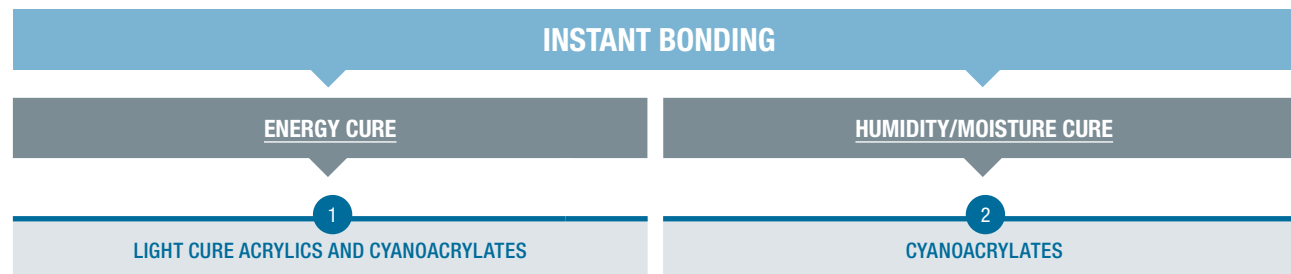 INSTANT BONDING
ENERGY CURE
HUMIDITY/MOISTURE CURE
1
2
LIGHT CURE ACRYLICS AND CYANOACRYLATES
CYANOACRYLATES